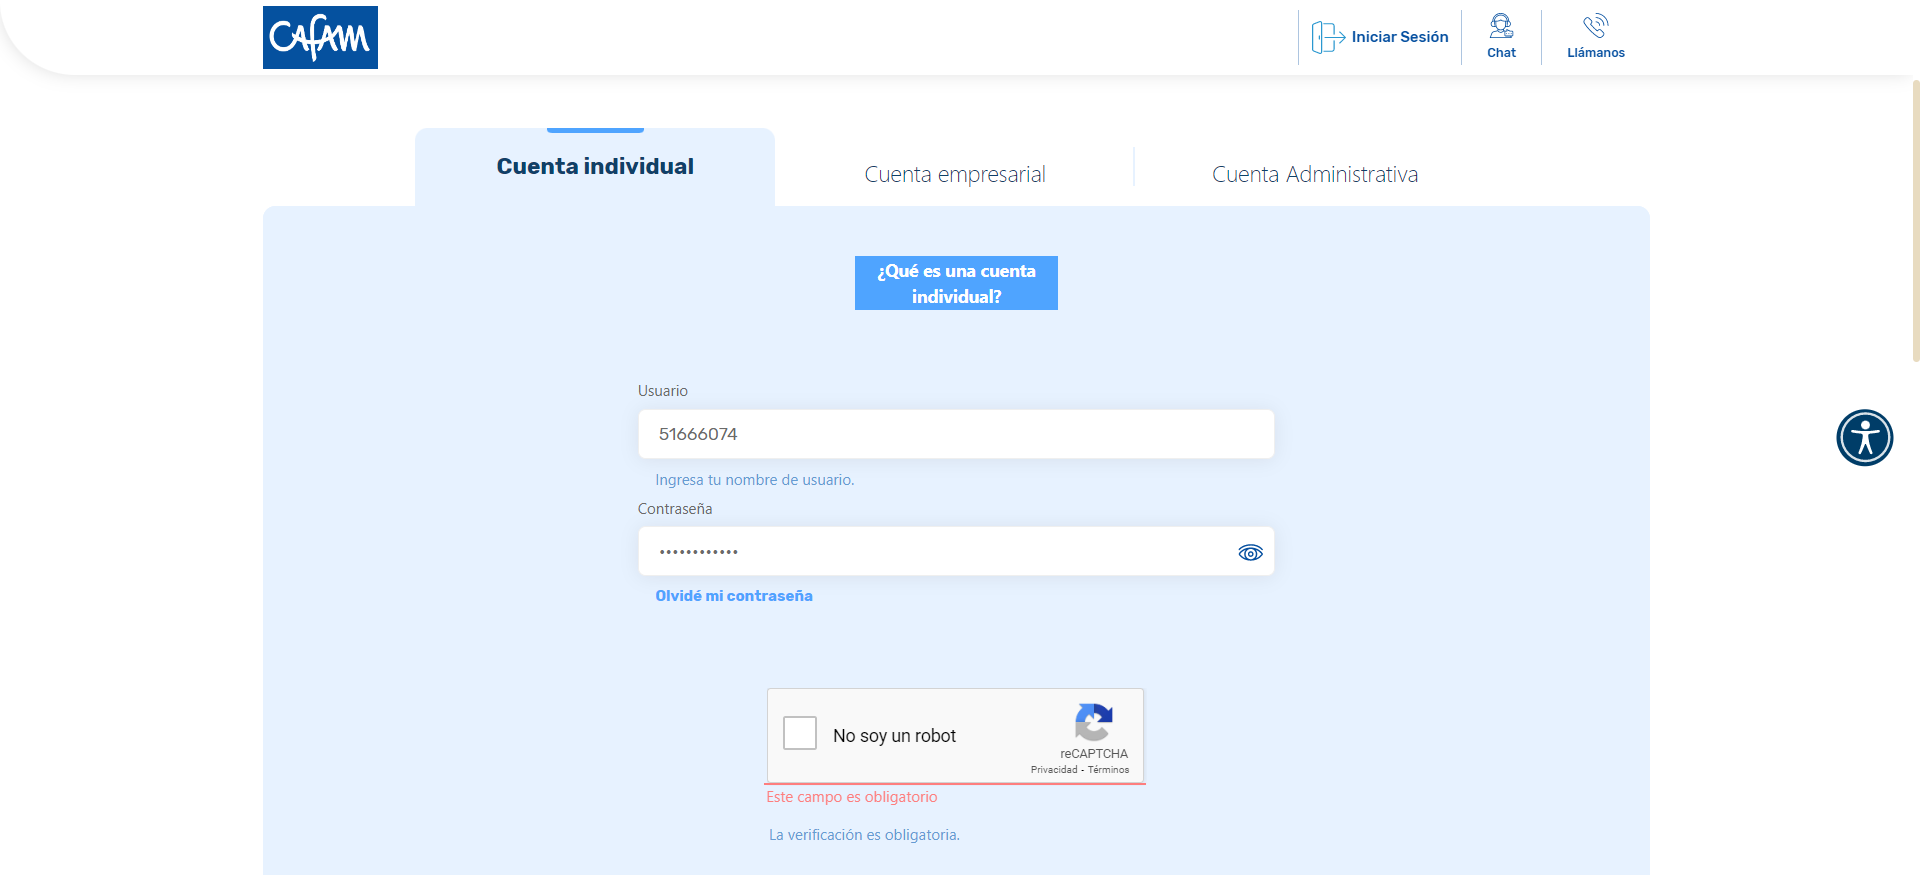 CAFAM
Iniciar Sesión
Chat
Llámanos
Cuenta individual
Cuenta empresarial
Cuenta Administrativa
¿Qué es una cuenta
individual?
Usuario
51666074
Ingresa tu nombre de usuario.
Contraseña
••••••••••••
Olvidé mi contraseña
No soy un robot
reCAPTCHA
Privacidad - Términos
Este campo es obligatorio
La verificación es obligatoria.